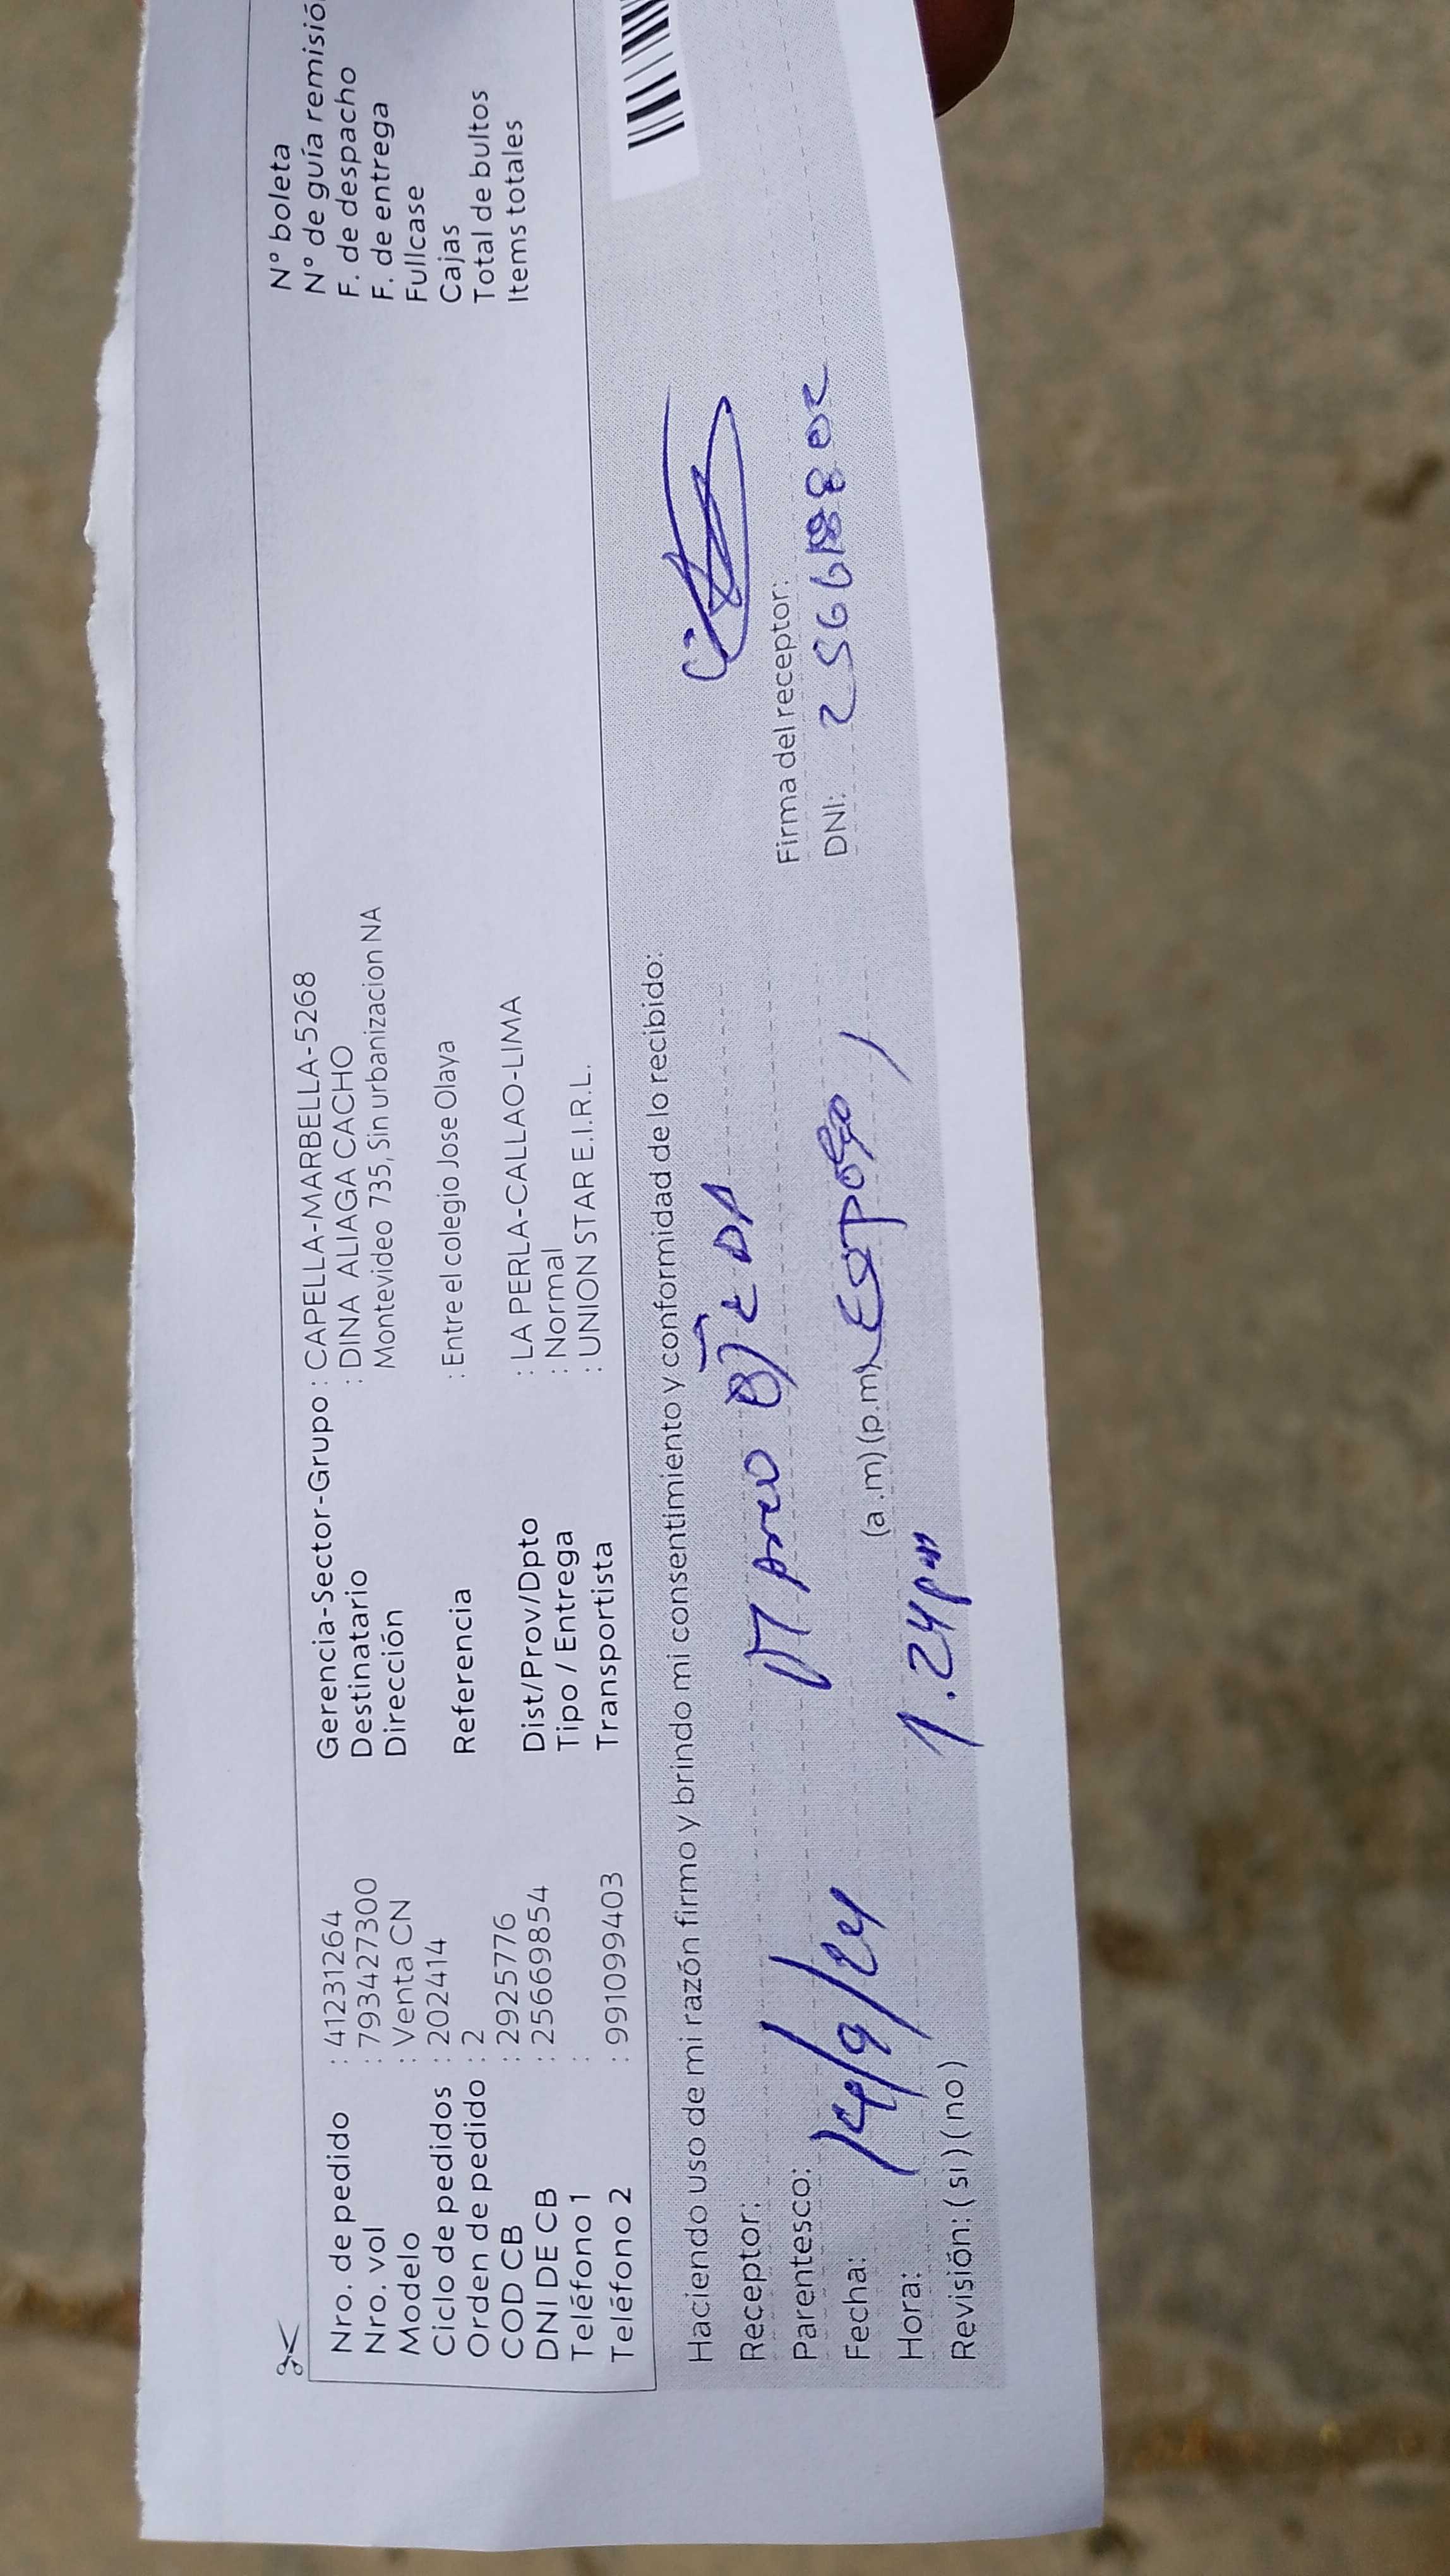 Nro. de pedido : 41231264
Nro. vol : 793427300
Modelo : Venta CN
Ciclo de pedidos : 202414
Orden de pedido : 2
COD CB : 2925776
DNI DE CB : 25669854
Teléfono 1 :
Teléfono 2 : 991099403
Gerencia-Sector-Grupo : CAPELLA-MARBELLA-5268
Destinatario : DINA ALIAGA CACHO
Dirección Montevideo 735, Sin urbanizacion NA
Referencia : Entre el colegio Jose Olaya
Dist/Prov/Dpto : LA PERLA-CALLAO-LIMA
Tipo / Entrega : Normal
Transportista : UNION STAR E.I.R.L.
N° boleta
N° de guía remisió
F. de despacho
F. de entrega
Fullcase
Cajas
Total de bultos
Items totales
Haciendo uso de mi razón firmo y brindo mi consentimiento y conformidad de lo recibido:
Receptor:
Parentesco: (Esposo)
Fecha: 14/9/24 (a.m) (p.m)
Hora: 1.24pm
Revisión: ( si ) ( no )
Firma del receptor:
DNI: